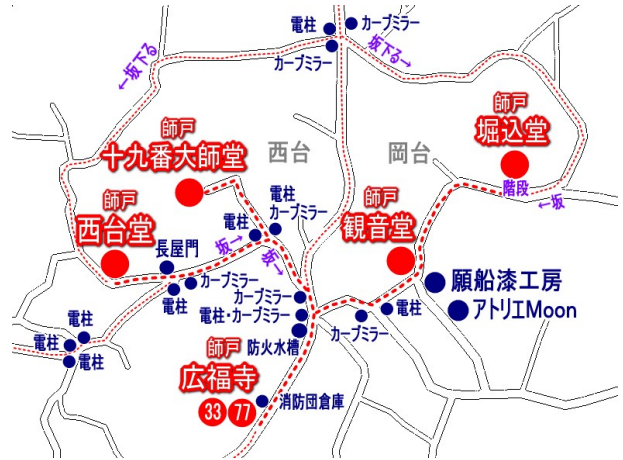 電柱
カーブミラー
カーブミラー
←坂下る
坂下る→
師戸
十九番大師堂
西台
岡台
師戸
堀込堂
階段
←坂
師戸
西台堂
師戸
観音堂
電柱
カーブミラー
長屋門
坂→
坂→
電柱
カーブミラー
カーブミラー
電柱・カーブミラー
防火水槽
カーブミラー
電柱
願船漆工房
アトリエMoon
電柱
電柱
電柱
師戸
広福寺
33
77
消防団倉庫